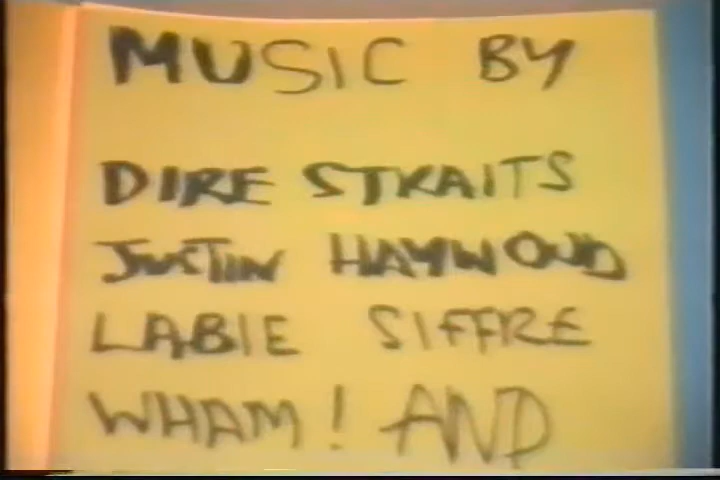 MUSIC BY
DIRE STRAITS
JUSTIN HAYWOOD
LABIE SIFFRE
WHAM! AND